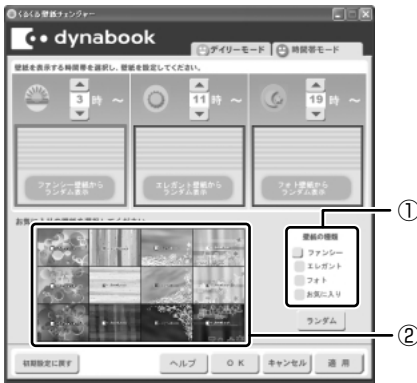 くるくる壁紙チェンジャー
dynabook
デイリーモード
時間帯モード
壁紙を表示する時間帯を選択し、壁紙を設定してください。
3 時 ～
11 時 ～
19 時 ～
ファンシー壁紙から
ランダム表示
エレガント壁紙から
ランダム表示
フォト壁紙から
ランダム表示
お気に入りの壁紙を選択してください
①
壁紙の種類
ファンシー
エレガント
フォト
お気に入り
ランダム
②
初期設定に戻す
ヘルプ
OK
キャンセル
適用